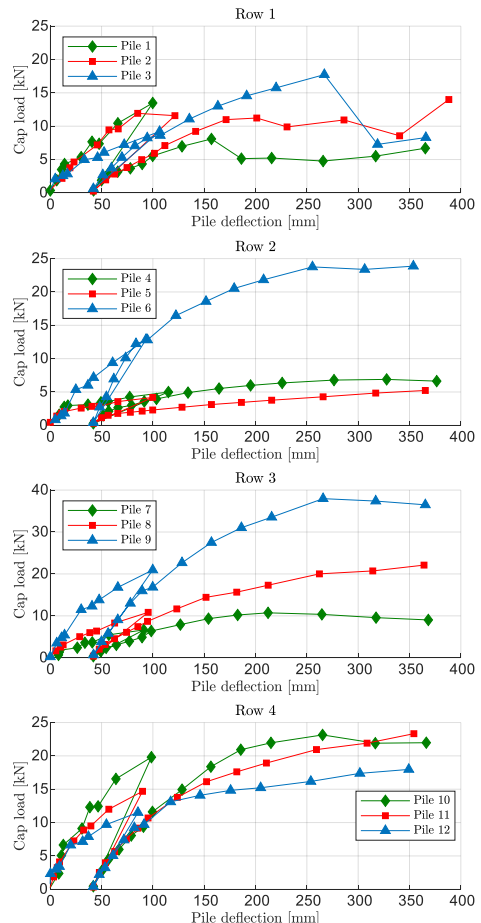 Row 1
Cap load [kN]
25
20
15
10
5
0
Pile 1
Pile 2
Pile 3
0 50 100 150 200 250 300 350 400
Pile deflection [mm]
Row 2
Cap load [kN]
25
20
15
10
5
0
Pile 4
Pile 5
Pile 6
0 50 100 150 200 250 300 350 400
Pile deflection [mm]
Row 3
Cap load [kN]
40
30
20
10
0
Pile 7
Pile 8
Pile 9
0 50 100 150 200 250 300 350 400
Pile deflection [mm]
Row 4
Cap load [kN]
25
20
15
10
5
0
Pile 10
Pile 11
Pile 12
0 50 100 150 200 250 300 350 400
Pile deflection [mm]